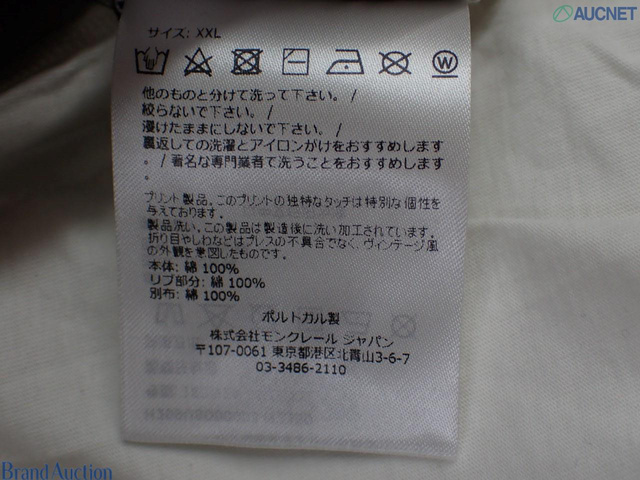 AUCNET
サイズ: XXL
W
他のものと分けて洗って下さい。/
絞らないで下さい。/
浸けたままにしないで下さい。/
裏返しての洗濯とアイロンがけをおすすめします
。/ 著名な専門業者で洗うことをおすすめします
。
プリント製品。このプリントの独特なタッチは特別な個性を
与えております。
製品洗い。この製品は製造後に洗い加工されています。
折り目やしわなどはプレスの不具合でなく、ヴィンテージ風
の外観を意図したものです。
本体: 綿 100%
リブ部分: 綿 100%
別布: 綿 100%
ポルトカル製
株式会社モンクレール ジャパン
〒107-0061 東京都港区北青山3-6-7
03-3486-2110
Brand Auction